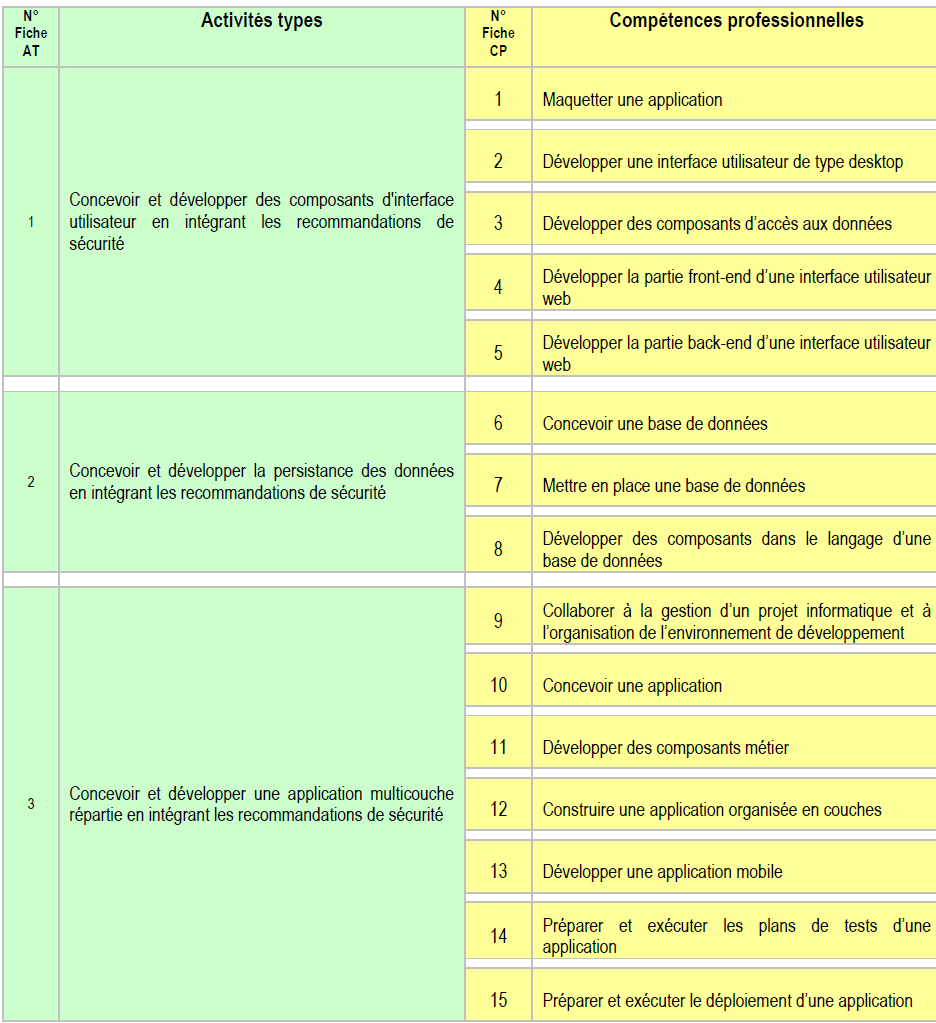 N° Fiche AT
Activités types
N° Fiche CP
Compétences professionnelles
1
Concevoir et développer des composants d'interface
utilisateur en intégrant les recommandations de
sécurité
1
Maquetter une application
2
Développer une interface utilisateur de type desktop
3
Développer des composants d’accès aux données
4
Développer la partie front-end d’une interface utilisateur
web
5
Développer la partie back-end d’une interface utilisateur
web
2
Concevoir et développer la persistance des données
en intégrant les recommandations de sécurité
6
Concevoir une base de données
7
Mettre en place une base de données
8
Développer des composants dans le langage d’une
base de données
3
Concevoir et développer une application multicouche
répartie en intégrant les recommandations de sécurité
9
Collaborer à la gestion d’un projet informatique et à
l’organisation de l’environnement de développement
10
Concevoir une application
11
Développer des composants métier
12
Construire une application organisée en couches
13
Développer une application mobile
14
Préparer et exécuter les plans de tests d’une
application
15
Préparer et exécuter le déploiement d’une application